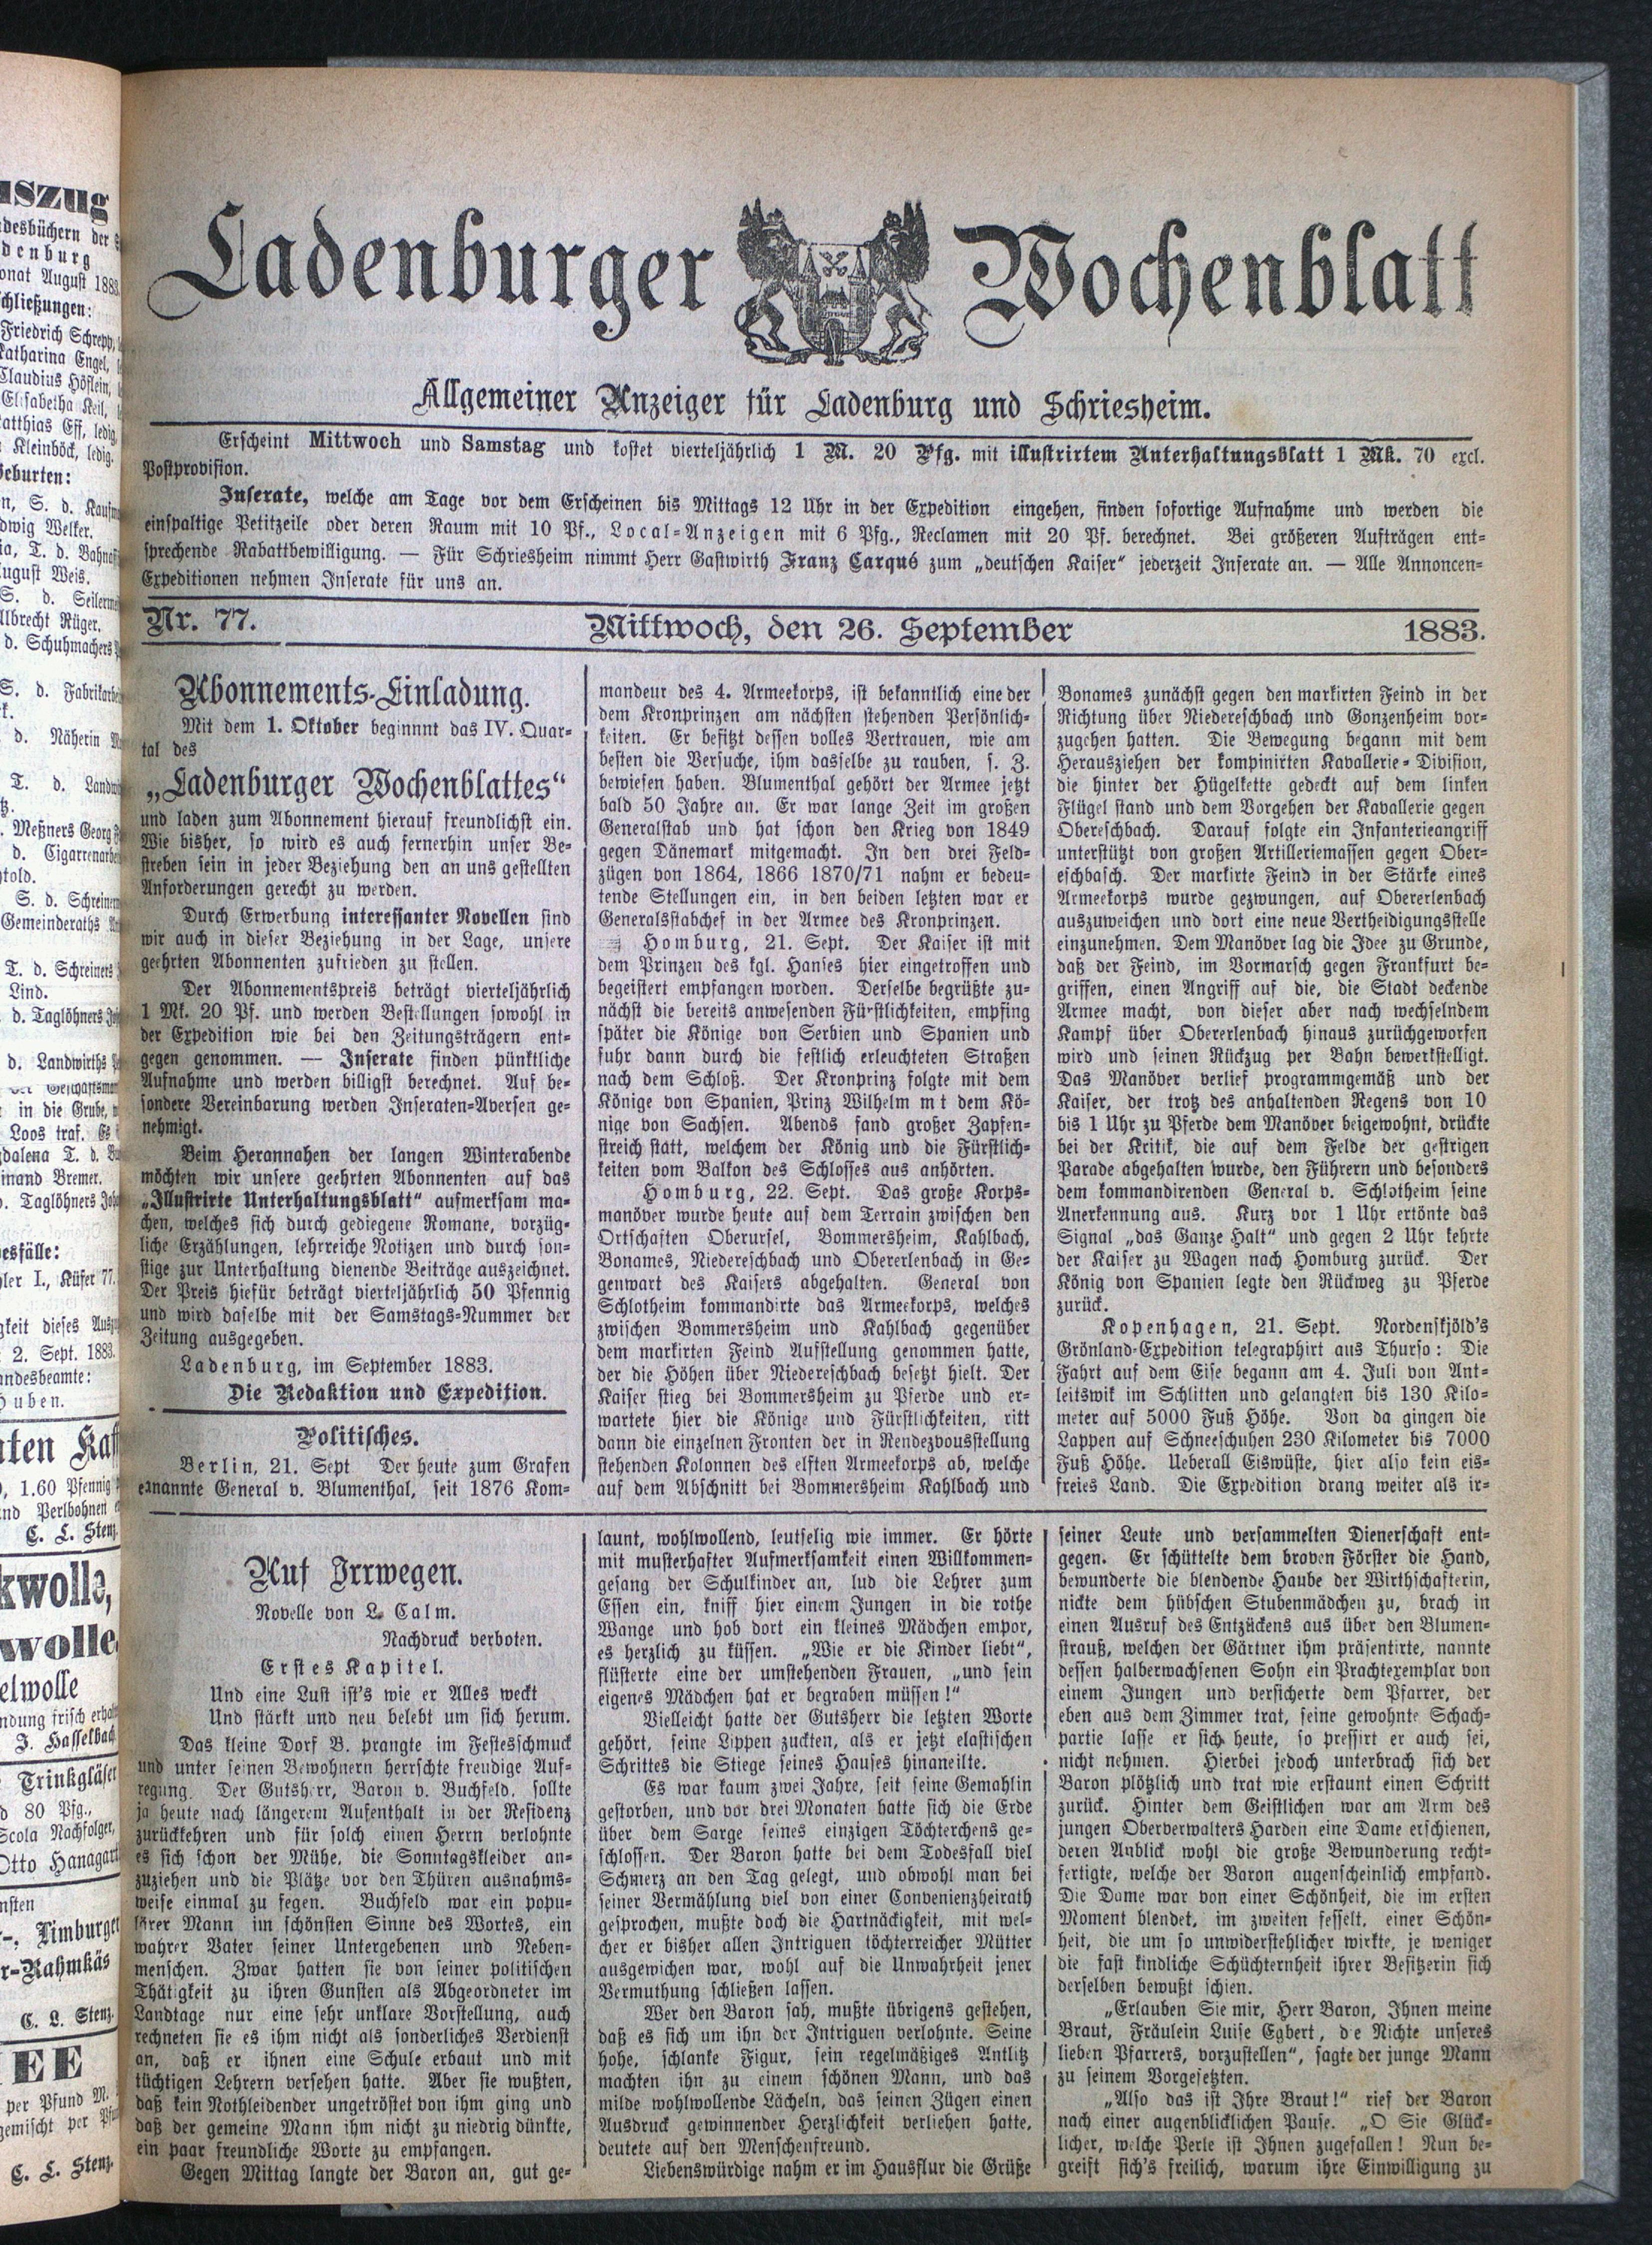 Ladenburger Wochenblatt
Allgemeiner Anzeiger für Ladenburg und Schriesheim.
Erscheint Mittwoch und Samstag und kostet vierteljährlich 1 M. 20 Pfg. mit illustrirtem Unterhaltungsblatt 1 Mk. 70 excl.
Postprovision.
Inserate, welche am Tage vor dem Erscheinen bis Mittags 12 Uhr in der Expedition eingehen, finden sofortige Aufnahme und werden die
einspaltige Petitzeile oder deren Raum mit 10 Pf., Local-Anzeigen mit 6 Pfg., Reclamen mit 20 Pf. berechnet. Bei größeren Aufträgen ent-
sprechende Rabattbewilligung. — Für Schriesheim nimmt Herr Gastwirth Franz Carqué zum „deutschen Kaiser“ jederzeit Inserate an. — Alle Annoncen-
Expeditionen nehmen Inserate für uns an.
Nr. 77. Mittwoch, den 26. September 1883.
Abonnements-Einladung.
Mit dem 1. Oktober beginnnt das IV. Quar-
tal des
„Ladenburger Wochenblattes“
und laden zum Abonnement hierauf freundlichst ein.
Wie bisher, so wird es auch fernerhin unser Be-
streben sein in jeder Beziehung den an uns gestellten
Anforderungen gerecht zu werden.
Durch Erwerbung interessanter Novellen sind
wir auch in dieser Beziehung in der Lage, unsere
geehrten Abonnenten zufrieden zu stellen.
Der Abonnementspreis beträgt vierteljährlich
1 Mk. 20 Pf. und werden Bestellungen sowohl in
der Expedition wie bei den Zeitungsträgern ent-
gegen genommen. — Inserate finden pünktliche
Aufnahme und werden billigst berechnet. Auf be-
sondere Vereinbarung werden Inseraten-Aversen ge-
nehmigt.
Beim Herannahen der langen Winterabende
möchten wir unsere geehrten Abonnenten auf das
„Illustrirte Unterhaltungsblatt“ aufmerksam ma-
chen, welches sich durch gediegene Romane, vorzüg-
liche Erzählungen, lehrreiche Notizen und durch son-
stige zur Unterhaltung dienende Beiträge auszeichnet.
Der Preis hiefür beträgt vierteljährlich 50 Pfennig
und wird daselbe mit der Samstags-Nummer der
Zeitung ausgegeben.
Ladenburg, im September 1883.
Die Redaktion und Expedition.
Politisches.
Berlin, 21. Sept Der heute zum Grafen
ernannte General v. Blumenthal, seit 1876 Kom-
mandeur des 4. Armeekorps, ist bekanntlich eine der
dem Kronprinzen am nächsten stehenden Persönlich-
keiten. Er besitzt dessen volles Vertrauen, wie am
besten die Versuche, ihm dasselbe zu rauben, s. Z.
bewiesen haben. Blumenthal gehört der Armee jetzt
bald 50 Jahre an. Er war lange Zeit im großen
Generalstab und hat schon den Krieg von 1849
gegen Dänemark mitgemacht. In den drei Feld-
zügen von 1864, 1866 1870/71 nahm er bedeu-
tende Stellungen ein, in den beiden letzten war er
Generalsstabschef in der Armee des Kronprinzen.
Homburg, 21. Sept. Der Kaiser ist mit
dem Prinzen des kgl. Hanses hier eingetroffen und
begeistert empfangen worden. Derselbe begrüßte zu-
nächst die bereits anwesenden Fürstlichkeiten, empfing
später die Könige von Serbien und Spanien und
fuhr dann durch die festlich erleuchteten Straßen
nach dem Schloß. Der Kronprinz folgte mit dem
Könige von Spanien, Prinz Wilhelm m t dem Kö-
nige von Sachsen. Abends fand großer Zapfen-
streich statt, welchem der König und die Fürstlich-
keiten vom Balkon des Schlosses aus anhörten.
Homburg, 22. Sept. Das große Korps-
manöver wurde heute auf dem Terrain zwischen den
Ortschaften Oberursel, Bommersheim, Kahlbach,
Bonames, Niedereschbach und Obererlenbach in Ge-
genwart des Kaisers abgehalten. General von
Schlotheim kommandirte das Armeekorps, welches
zwischen Bommersheim und Kahlbach gegenüber
dem markirten Feind Aufstellung genommen hatte,
der die Höhen über Niedereschbach besetzt hielt. Der
Kaiser stieg bei Bommersheim zu Pferde und er-
wartete hier die Könige und Fürstlichkeiten, ritt
dann die einzelnen Fronten der in Rendezvousstellung
stehenden Kolonnen des elften Armeekorps ab, welche
auf dem Abschnitt bei Bommersheim Kahlbach und
Bonames zunächst gegen den markirten Feind in der
Richtung über Niedereschbach und Gonzenheim vor-
zugehen hatten. Die Bewegung begann mit dem
Herausziehen der kompinirten Kavallerie-Division,
die hinter der Hügelkette gedeckt auf dem linken
Flügel stand und dem Vorgehen der Kavallerie gegen
Obereschbach. Darauf folgte ein Infanterieangriff
unterstützt von großen Artilleriemassen gegen Ober-
eschbasch. Der markirte Feind in der Stärke eines
Armeekorps wurde gezwungen, auf Obererlenbach
auszuweichen und dort eine neue Vertheidigungsstelle
einzunehmen. Dem Manöver lag die Idee zu Grunde,
daß der Feind, im Vormarsch gegen Frankfurt be-
griffen, einen Angriff auf die, die Stadt deckende
Armee macht, von dieser aber nach wechselndem
Kampf über Obererlenbach hinaus zurückgeworfen
wird und seinen Rückzug per Bahn bewerkstelligt.
Das Manöver verlief programmgemäß und der
Kaiser, der trotz des anhaltenden Regens von 10
bis 1 Uhr zu Pferde dem Manöver beigewohnt, drückte
bei der Kritik, die auf dem Felde der gestrigen
Parade abgehalten wurde, den Führern und besonders
dem kommandirenden General v. Schlotheim seine
Anerkennung aus. Kurz vor 1 Uhr ertönte das
Signal „das Ganze Halt“ und gegen 2 Uhr kehrte
der Kaiser zu Wagen nach Homburg zurück. Der
König von Spanien legte den Rückweg zu Pferde
zurück.
Kopenhagen, 21. Sept. Nordenskjöld's
Grönland-Expedition telegraphirt aus Thurso: Die
Fahrt auf dem Eise begann am 4. Juli von Ant-
leitswik im Schlitten und gelangten bis 130 Kilo-
meter auf 5000 Fuß Höhe. Von da gingen die
Lappen auf Schneeschuhen 230 Kilometer bis 7000
Fuß Höhe. Ueberall Eiswüste, hier also kein eis-
freies Land. Die Expedition drang weiter als ir-
Auf Irrwegen.
Novelle von L. Calm.
Nachdruck verboten.
Erstes Kapitel.
Und eine Lust ist's wie er Alles weckt
Und stärkt und neu belebt um sich herum.
Das kleine Dorf B. prangte im Festesschmuck
und unter seinen Bewohnern herrschte freudige Auf-
regung. Der Gutsherr, Baron v. Buchfeld, sollte
ja heute nach längerem Aufenthalt in der Residenz
zurückkehren und für solch einen Herrn verlohnte
es sich schon der Mühe, die Sonntagskleider an-
zuziehen und die Plätze vor den Thüren ausnahms-
weise einmal zu fegen. Buchfeld war ein popu-
lärer Mann im schönsten Sinne des Wortes, ein
wahrer Vater seiner Untergebenen und Neben-
menschen. Zwar hatten sie von seiner politischen
Thätigkeit zu ihren Gunsten als Abgeordneter im
Landtage nur eine sehr unklare Vorstellung, auch
rechneten sie es ihm nicht als sonderliches Verdienst
an, daß er ihnen eine Schule erbaut und mit
tüchtigen Lehrern versehen hatte. Aber sie wußten,
daß kein Nothleidender ungetröstet von ihm ging und
daß der gemeine Mann ihm nicht zu niedrig dünkte,
ein paar freundliche Worte zu empfangen.
Gegen Mittag langte der Baron an, gut ge-
launt, wohlwollend, leutselig wie immer. Er hörte
mit musterhafter Aufmerksamkeit einen Willkommen-
gesang der Schulkinder an, lud die Lehrer zum
Essen ein, kniff hier einem Jungen in die rothe
Wange und hob dort ein kleines Mädchen empor,
es herzlich zu küssen. „Wie er die Kinder liebt“,
flüsterte eine der umstehenden Frauen, „und sein
eigenes Mädchen hat er begraben müssen!“
Vielleicht hatte der Gutsherr die letzten Worte
gehört, seine Lippen zuckten, als er jetzt elastischen
Schrittes die Stiege seines Hauses hinaneilte.
Es war kaum zwei Jahre, seit seine Gemahlin
gestorben, und vor drei Monaten hatte sich die Erde
über dem Sarge seines einzigen Töchterchens ge-
schlossen. Der Baron hatte bei dem Todesfall viel
Schmerz an den Tag gelegt, und obwohl man bei
seiner Vermählung viel von einer Convenienzheirath
gesprochen, mußte doch die Hartnäckigkeit, mit wel-
cher er bisher allen Intriguen töchterreicher Mütter
ausgewichen war, wohl auf die Unwahrheit jener
Vermuthung schließen lassen.
Wer den Baron sah, mußte übrigens gestehen,
daß es sich um ihn der Intriguen verlohnte. Seine
hohe, schlanke Figur, sein regelmäßiges Antlitz
machten ihn zu einem schönen Mann, und das
milde wohlwollende Lächeln, das seinen Zügen einen
Ausdruck gewinnender Herzlichkeit verliehen hatte,
deutete auf den Menschenfreund.
Liebenswürdige nahm er im Hausflur die Grüße
seiner Leute und versammelten Dienerschaft ent-
gegen. Er schüttelte dem broven Förster die Hand,
bewunderte die blendende Haube der Wirthschafterin,
nickte dem hübschen Stubenmädchen zu, brach in
einen Ausruf des Entzückens aus über den Blumen-
strauß, welchen der Gärtner ihm präsentirte, nannte
dessen halberwachsenen Sohn ein Prachtexemplar von
einem Jungen und versicherte dem Pfarrer, der
eben aus dem Zimmer trat, seine gewohnte Schach-
partie lasse er sich heute, so pressirt er auch sei,
nicht nehmen. Hierbei jedoch unterbrach sich der
Baron plötzlich und trat wie erstaunt einen Schritt
zurück. Hinter dem Geistlichen war am Arm des
jungen Oberverwalters Harden eine Dame erschienen,
deren Anblick wohl die große Bewunderung recht-
fertigte, welche der Baron augenscheinlich empfand.
Die Dame war von einer Schönheit, die im ersten
Moment blendet, im zweiten fesselt, einer Schön-
heit, die um so unwiderstehlicher wirkte, je weniger
die fast kindliche Schüchternheit ihrer Besitzerin sich
derselben bewußt schien.
„Erlauben Sie mir, Herr Baron, Ihnen meine
Braut, Fräulein Luise Egbert, d e Nichte unseres
lieben Pfarrers, vorzustellen“, sagte der junge Mann
zu seinem Vorgesetzten.
„Also das ist Ihre Braut!“ rief der Baron
nach einer augenblicklichen Pause. „O Sie Glück-
licher, welche Perle ist Ihnen zugefallen! Nun be-
greift sich's freilich, warum ihre Einwilligung zu